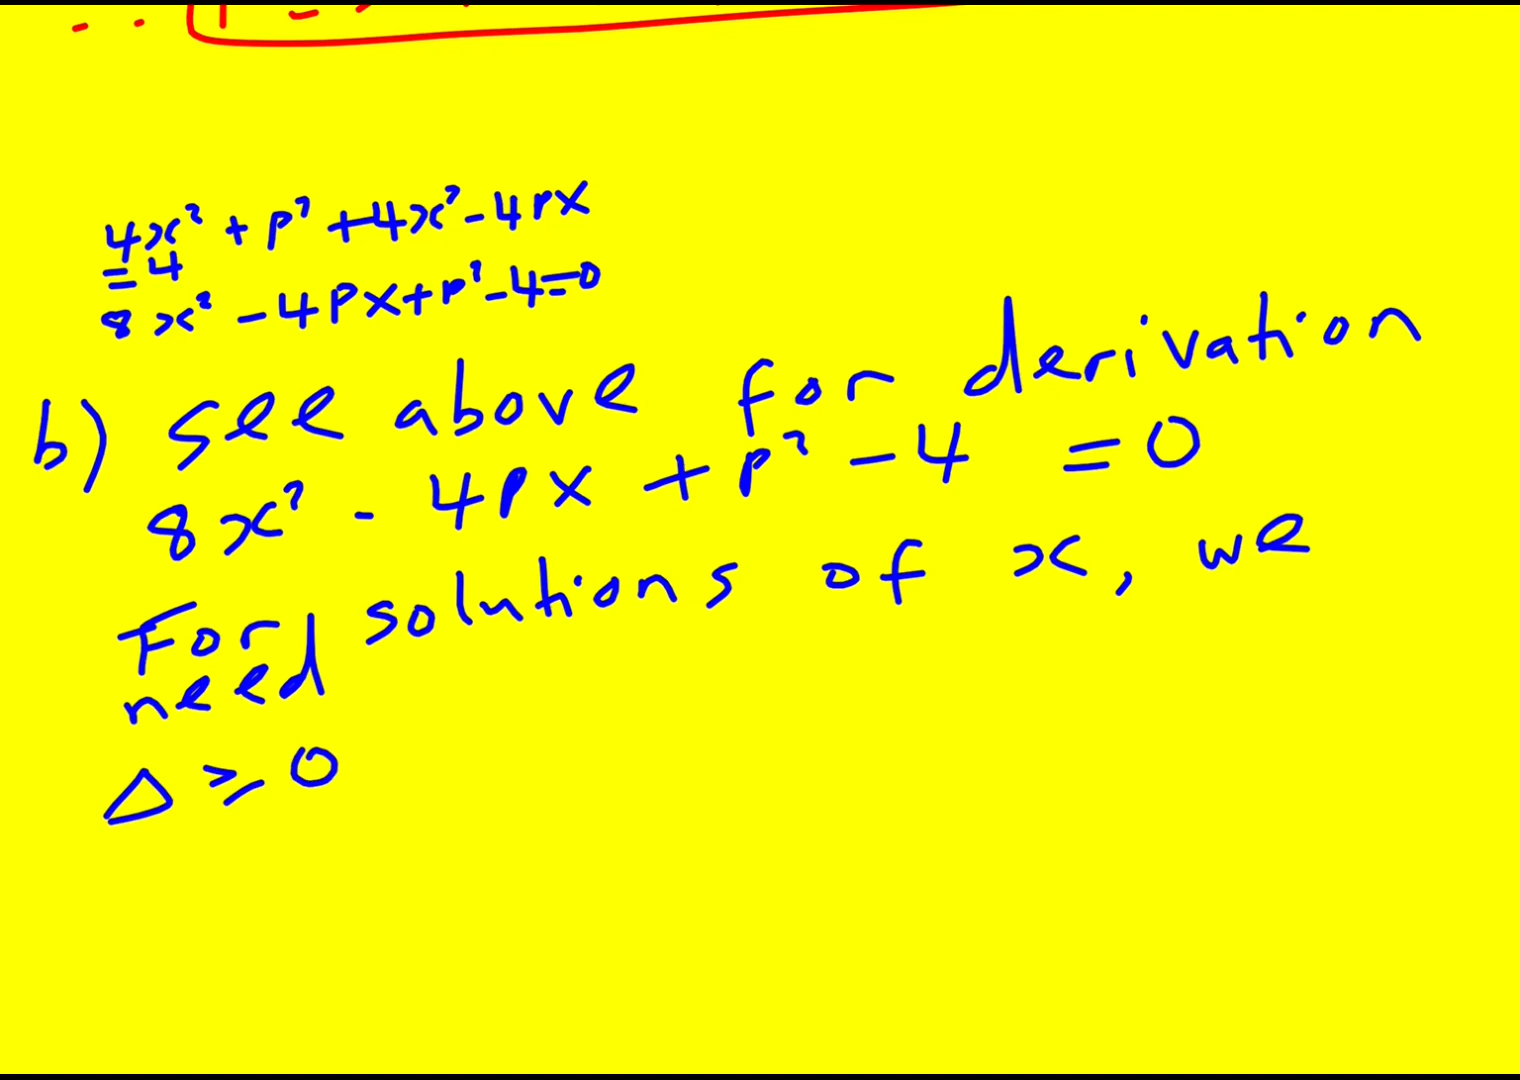 4x² + p² + 4x² - 4px
= 4
8x² - 4px + p² - 4 = 0
b) see above for derivation
8x² - 4px + p² - 4 = 0
For solutions of x, we
need
Δ ≥ 0